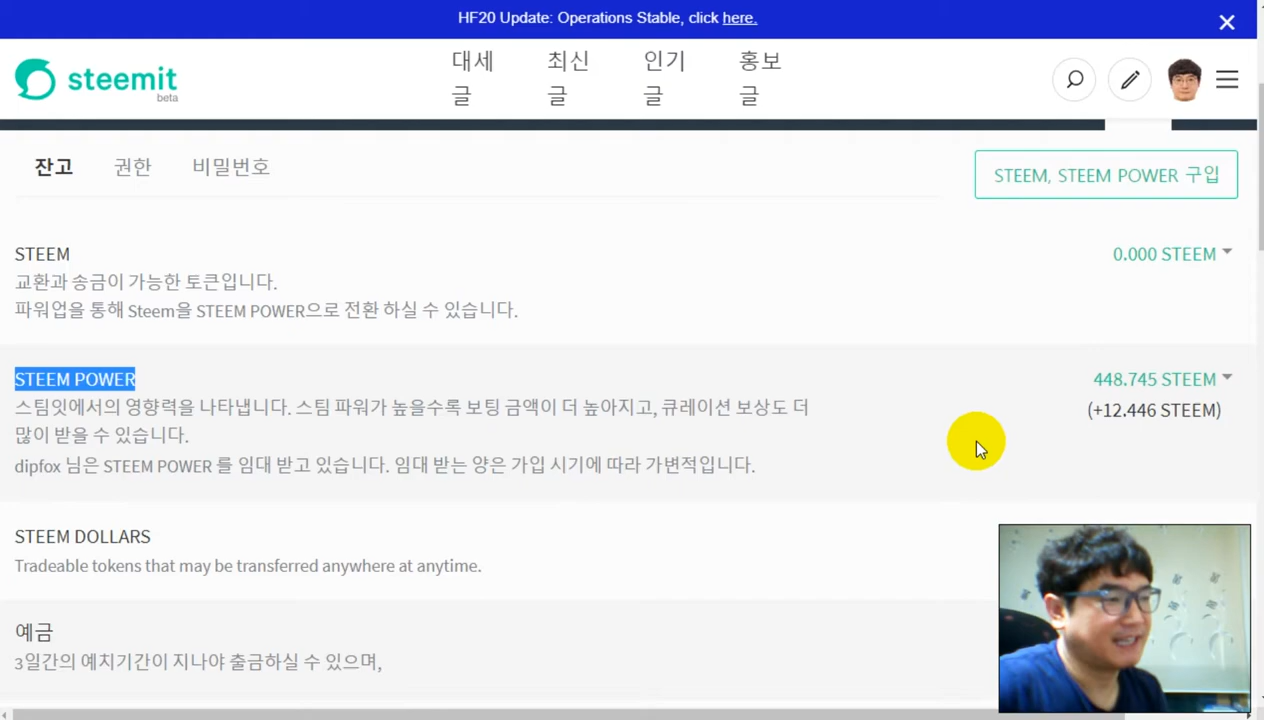 HF20 Update: Operations Stable, click here.
steemit
beta
대세
글
최신
글
인기
글
홍보
글
잔고 권한 비밀번호
STEEM, STEEM POWER 구입
STEEM
0.000 STEEM
교환과 송금이 가능한 토큰입니다.
파워업을 통해 Steem을 STEEM POWER으로 전환 하실 수 있습니다.
STEEM POWER
448.745 STEEM
스팀잇에서의 영향력을 나타냅니다. 스팀 파워가 높을수록 보팅 금액이 더 높아지고, 큐레이션 보상도 더
(+12.446 STEEM)
많이 받을 수 있습니다.
dipfox 님은 STEEM POWER 를 임대 받고 있습니다. 임대 받는 양은 가입 시기에 따라 가변적입니다.
STEEM DOLLARS
Tradeable tokens that may be transferred anywhere at anytime.
예금
3일간의 예치기간이 지나야 출금하실 수 있으며,